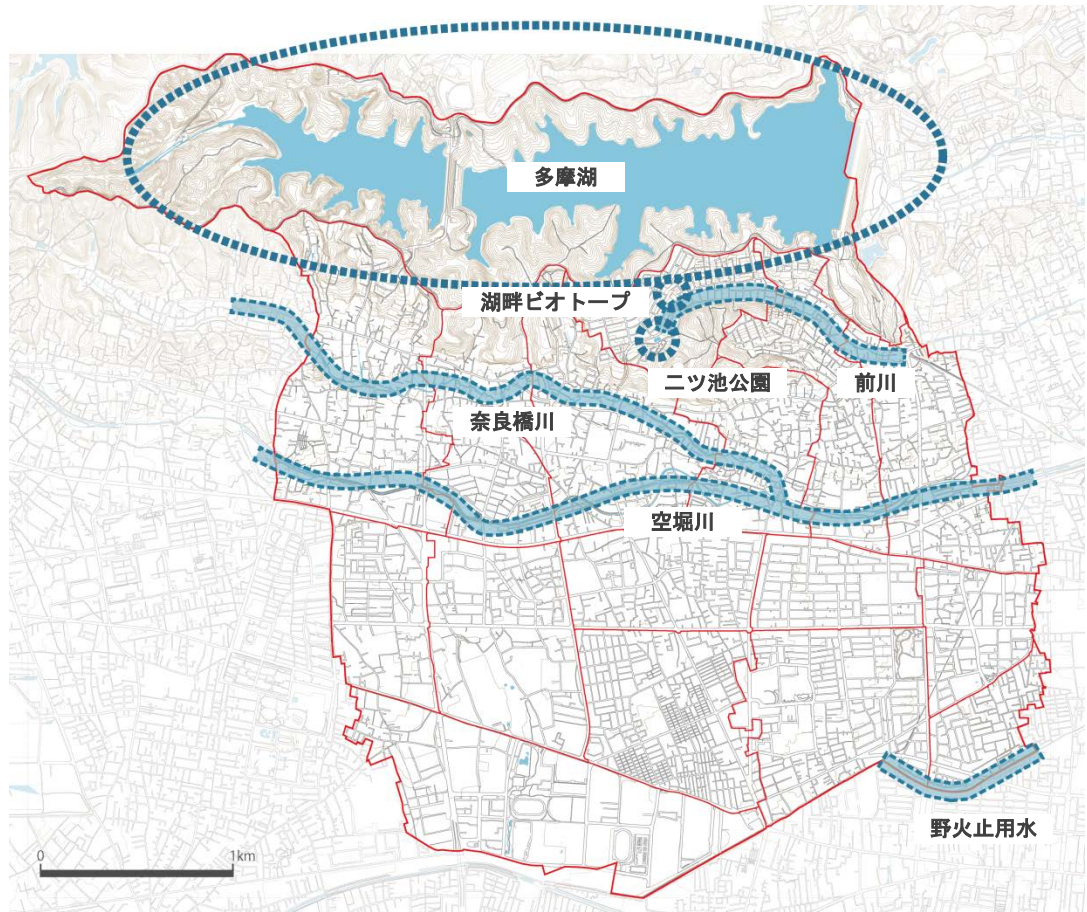 多摩湖
湖畔ビオトープ
二ツ池公園
前川
奈良橋川
空堀川
野火止用水
0
1km